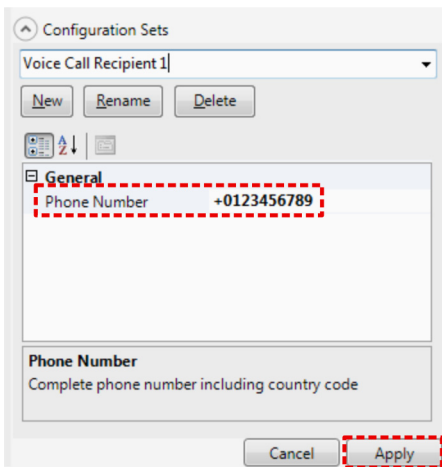 Configuration Sets
Voice Call Recipient 1
New Rename Delete
General
Phone Number +0123456789
Phone Number
Complete phone number including country code
Cancel Apply